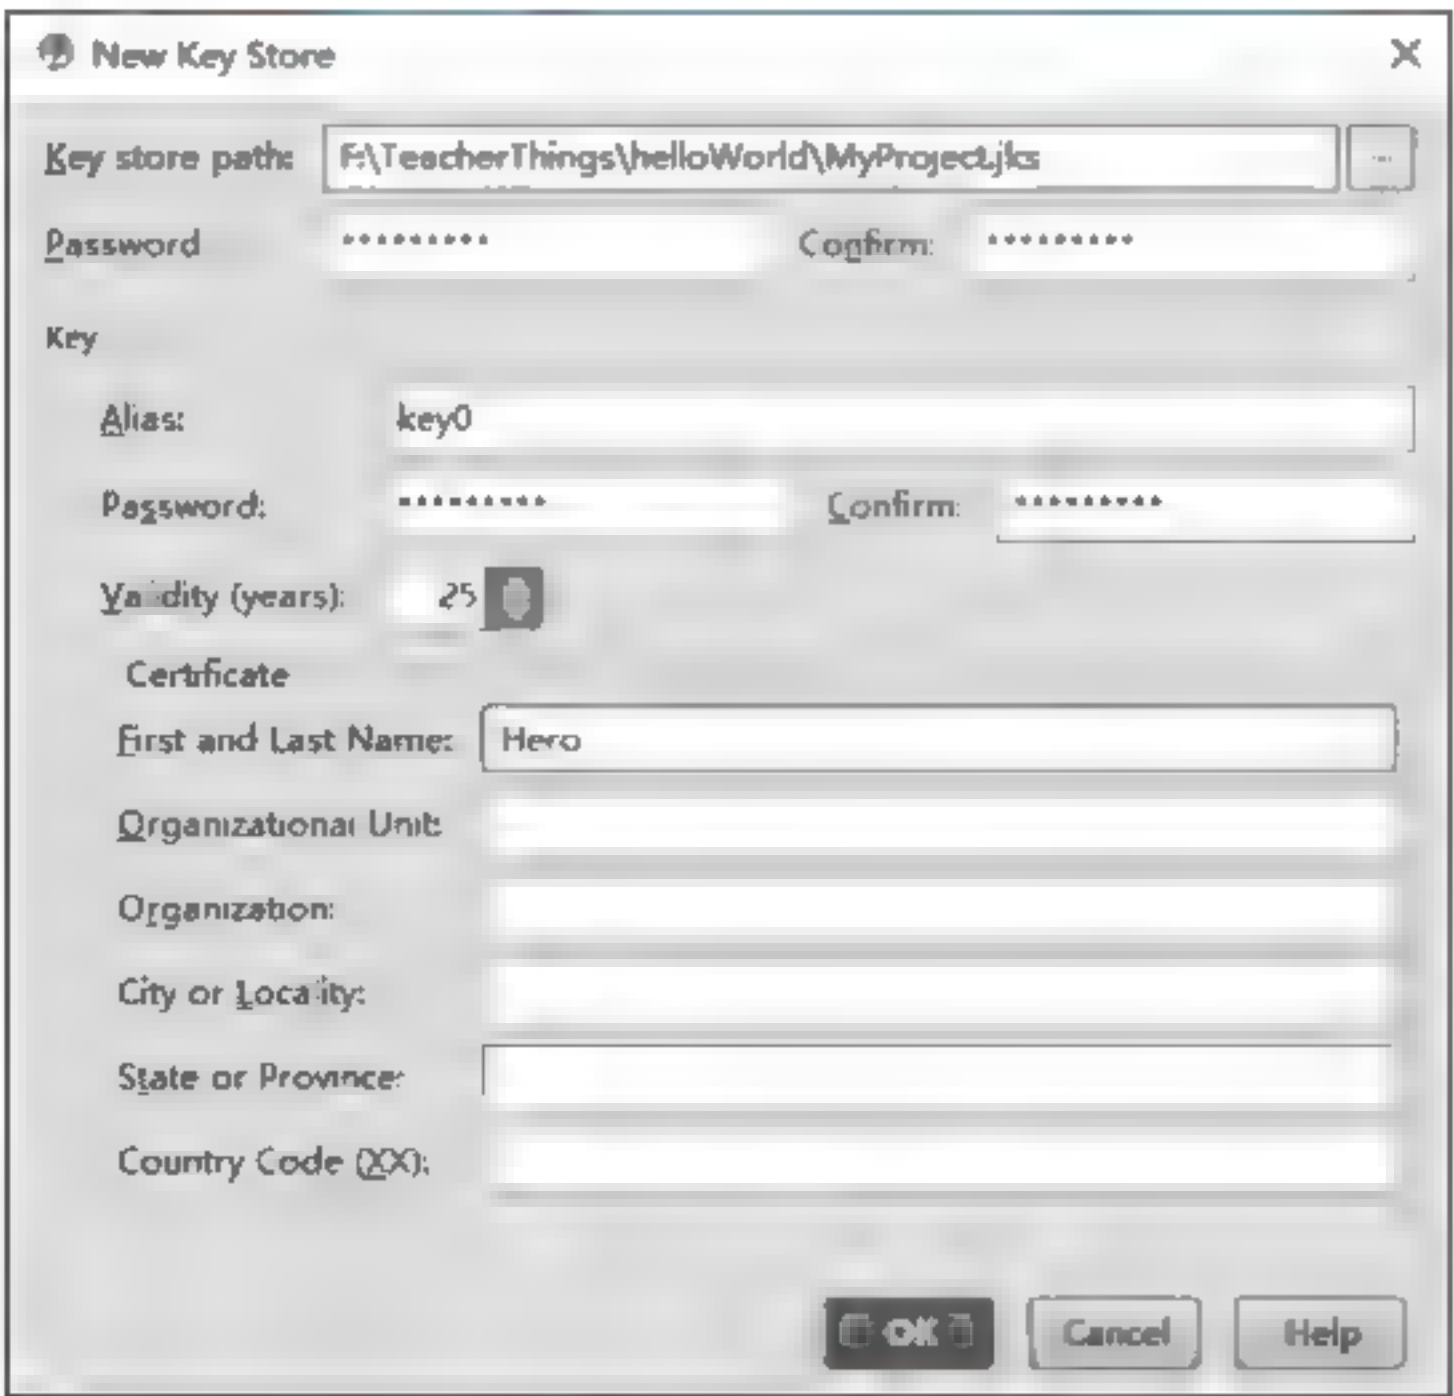 New Key Store
Key store path: F:\TeacherThings\helloWorld\MyProject.jks ...
Password ••••••••• Confirm: •••••••••
Key
Alias: key0
Password: ••••••••• Confirm: •••••••••
Validity (years): 25
Certificate
First and Last Name: Hero
Organizational Unit:
Organization:
City or Locality:
State or Province:
Country Code (XX):
OK Cancel Help